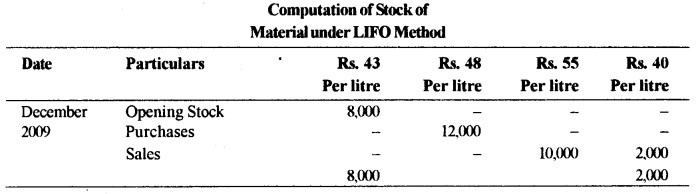 Computation of Stock of
Material under LIFO Method
Date Particulars Rs. 43 Rs. 48 Rs. 55 Rs. 40
Per litre Per litre Per litre Per litre
December Opening Stock 8,000 – – –
2009 Purchases – 12,000 – –
Sales – – 10,000 2,000
8,000 2,000